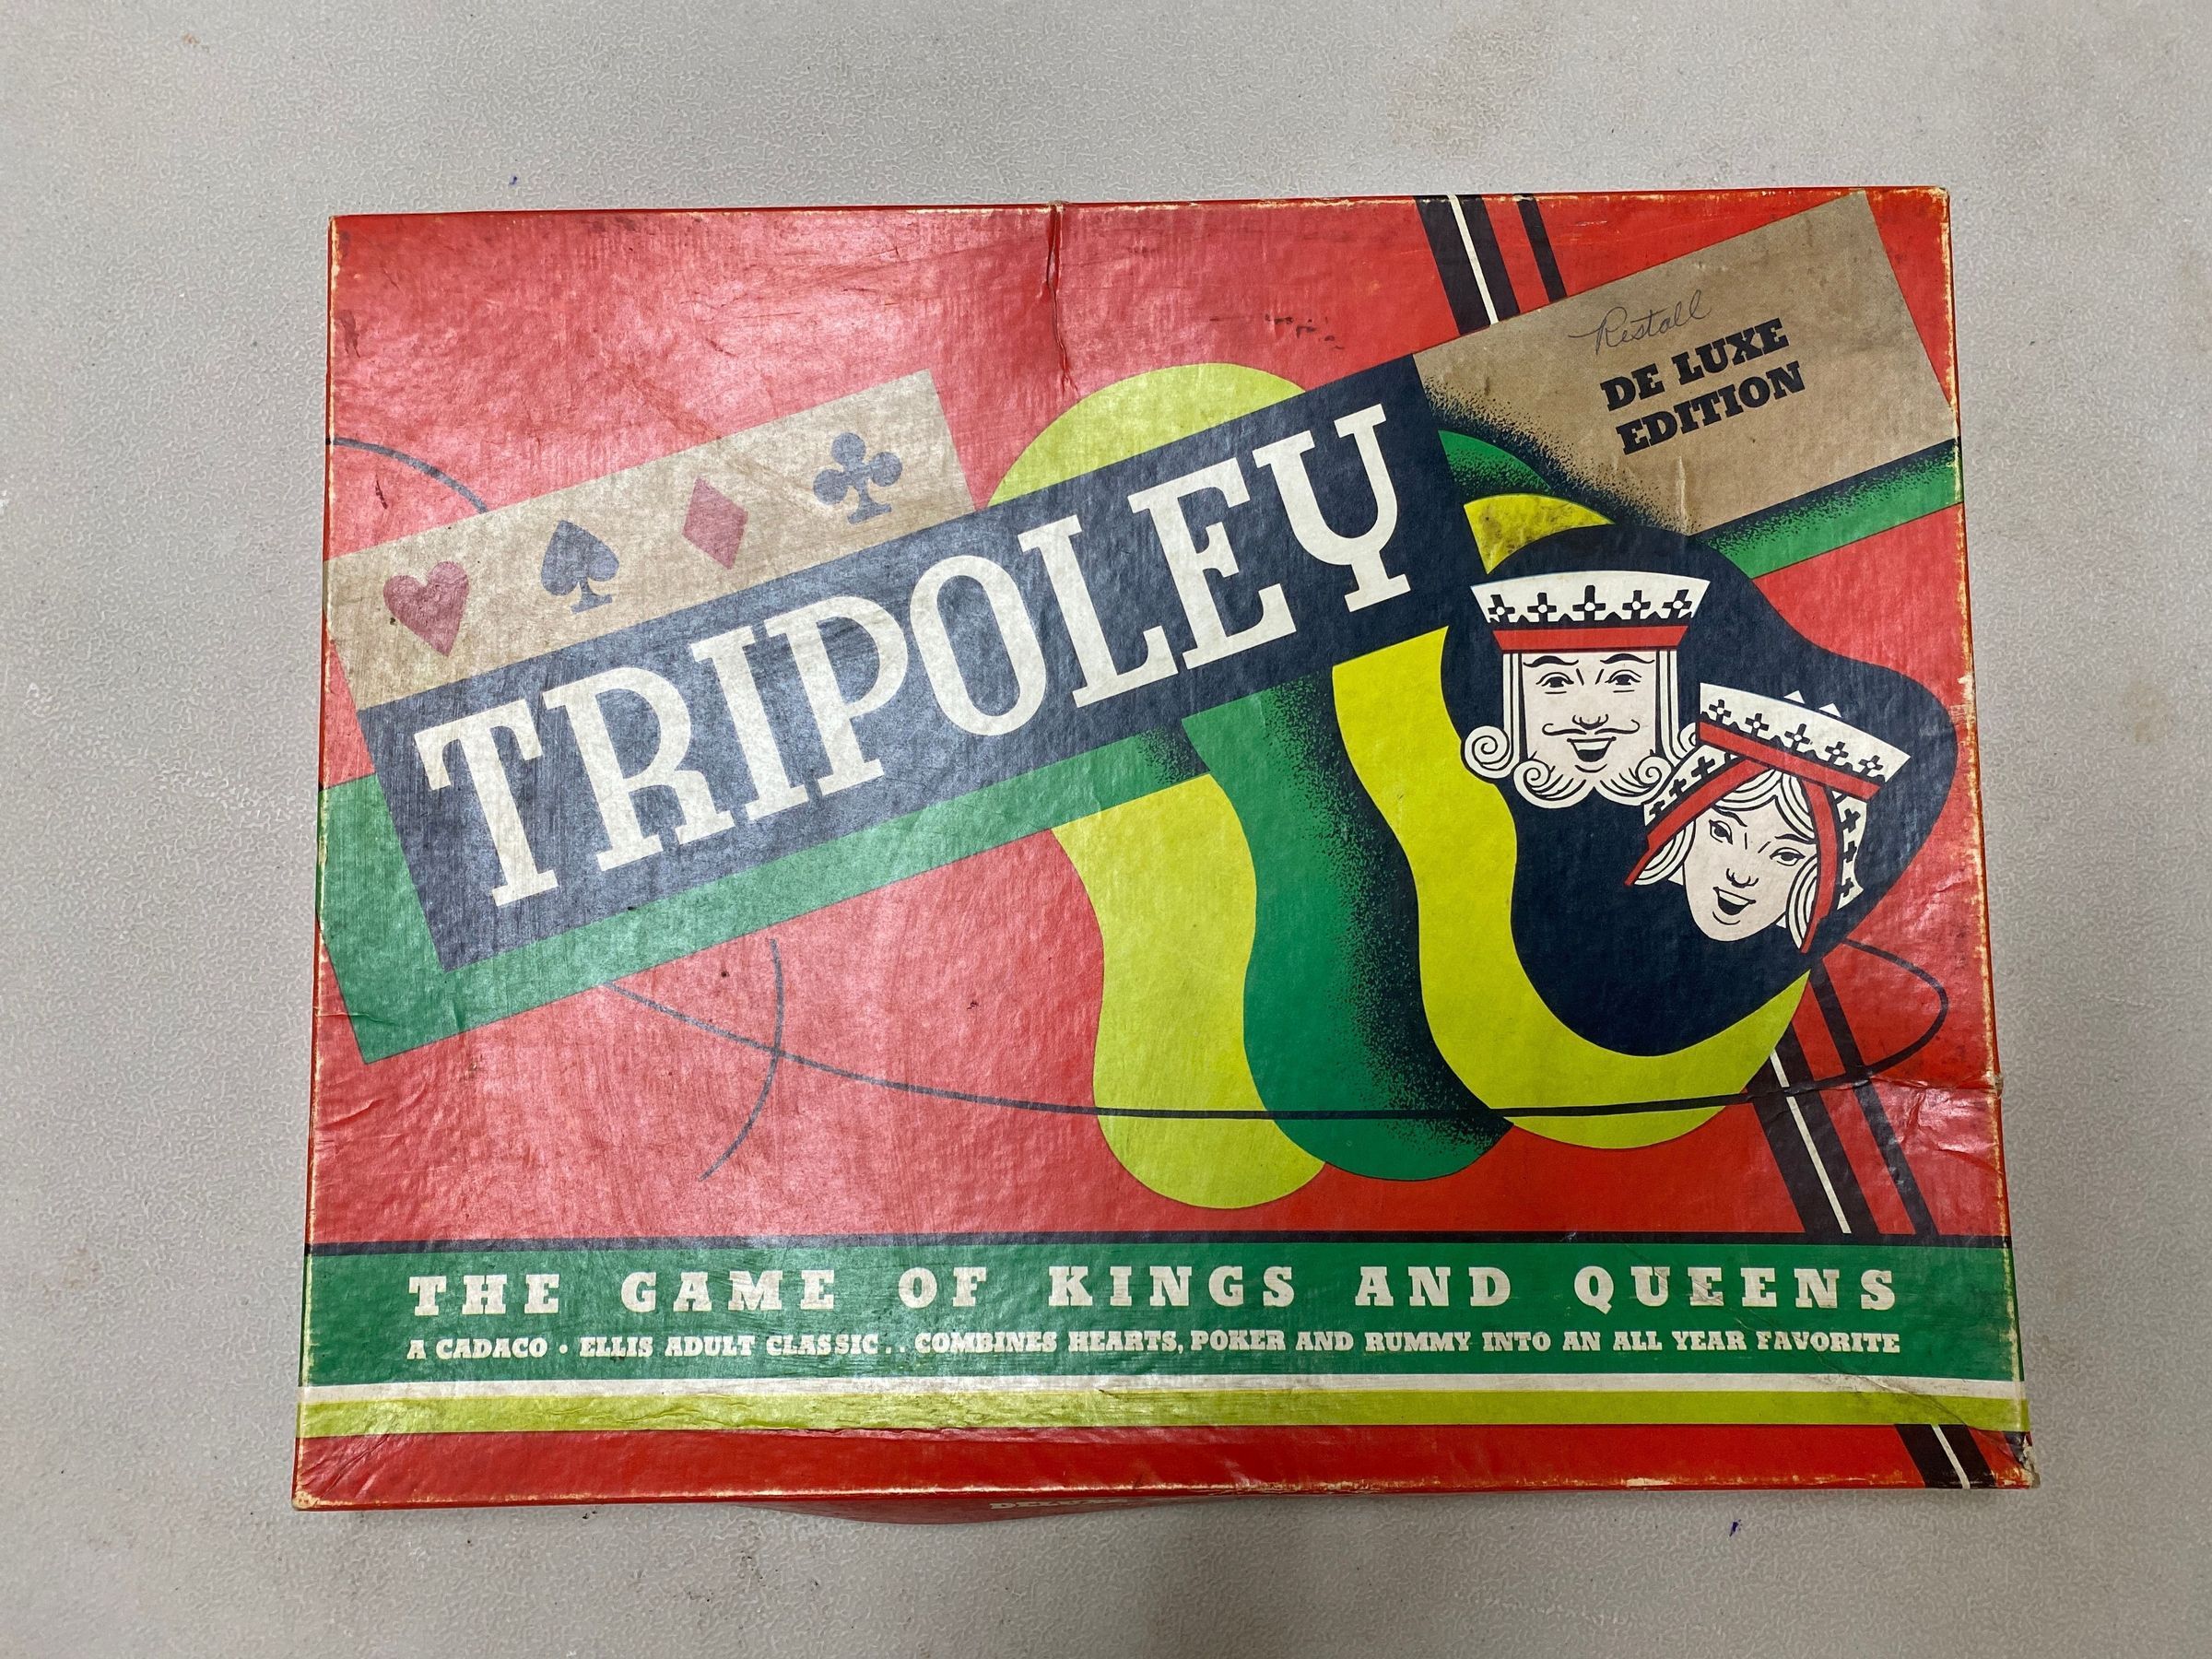 Restall
DE LUXE
EDITION
TRIPOLEY
THE GAME OF KINGS AND QUEENS
A CADACO • ELLIS ADULT CLASSIC.. COMBINES HEARTS, POKER AND RUMMY INTO AN ALL YEAR FAVORITE